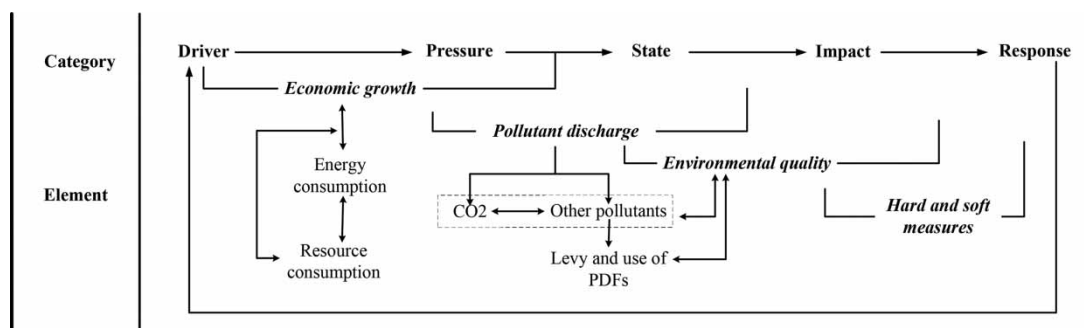 Category
Driver Pressure State Impact Response
Economic growth
Pollutant discharge
Environmental quality
Element
Energy
consumption
CO2 Other pollutants
Hard and soft
measures
Resource
consumption
Levy and use of
PDFs